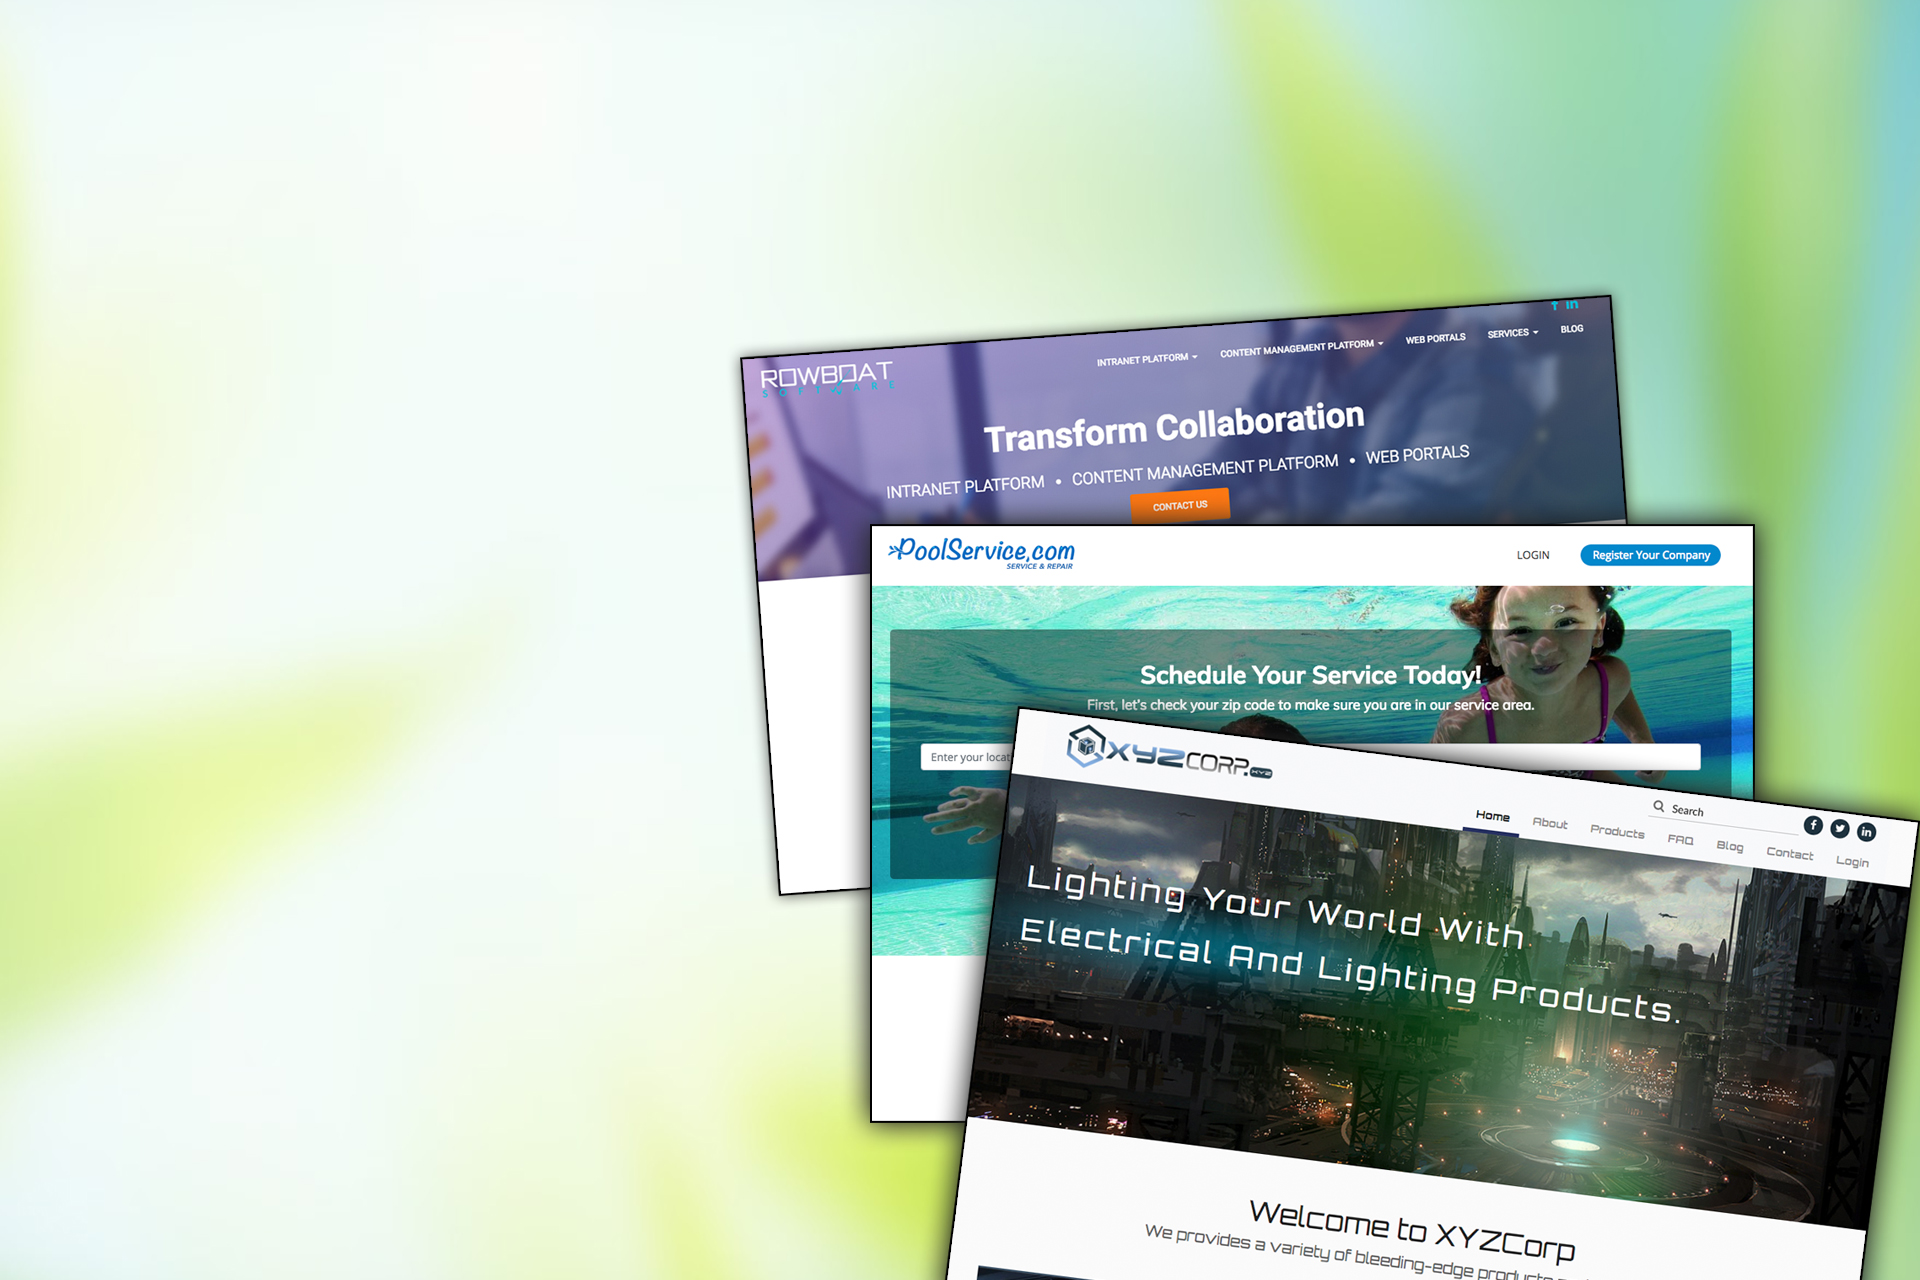 in
INTRANET PLATFORM CONTENT MANAGEMENT PLATFORM WEB PORTALS SERVICES BLOG
ROWBOAT
SOFTWARE
Transform Collaboration
INTRANET PLATFORM • CONTENT MANAGEMENT PLATFORM • WEB PORTALS
CONTACT US
PoolService.com
SERVICE & REPAIR
LOGIN
Register Your Company
Schedule Your Service Today!
First, let's check your zip code to make sure you are in our service area.
Enter your locat
XYZCORP.XYZ
Search
f
in
Home About Products FAQ Blog Contact Login
Lighting Your World With
Electrical And Lighting Products.
Welcome to XYZCorp
We provides a variety of bleeding-edge products